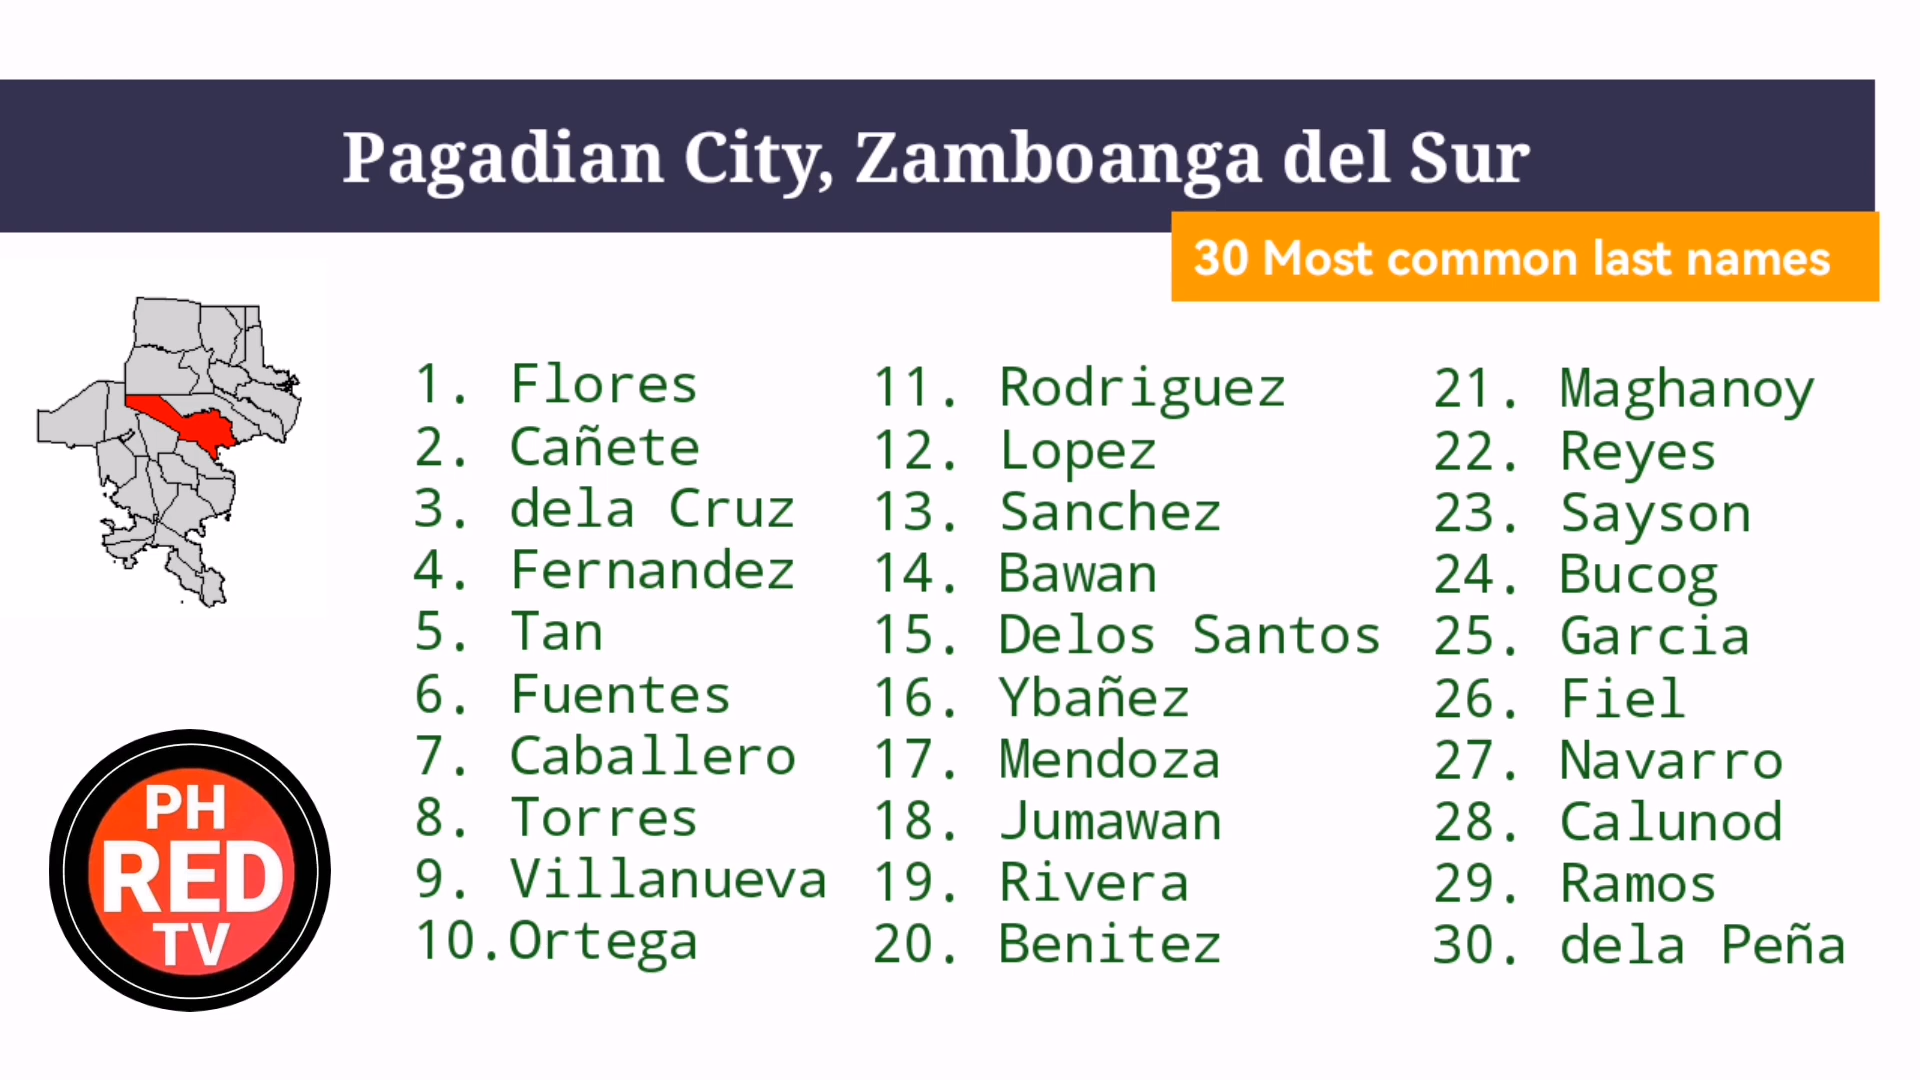 Pagadian City, Zamboanga del Sur
30 Most common last names
1. Flores
2. Cañete
3. dela Cruz
4. Fernandez
5. Tan
6. Fuentes
7. Caballero
8. Torres
9. Villanueva
10.Ortega
11. Rodriguez
12. Lopez
13. Sanchez
14. Bawan
15. Delos Santos
16. Ybañez
17. Mendoza
18. Jumawan
19. Rivera
20. Benitez
21. Maghanoy
22. Reyes
23. Sayson
24. Bucog
25. Garcia
26. Fiel
27. Navarro
28. Calunod
29. Ramos
30. dela Peña
PH
RED
TV